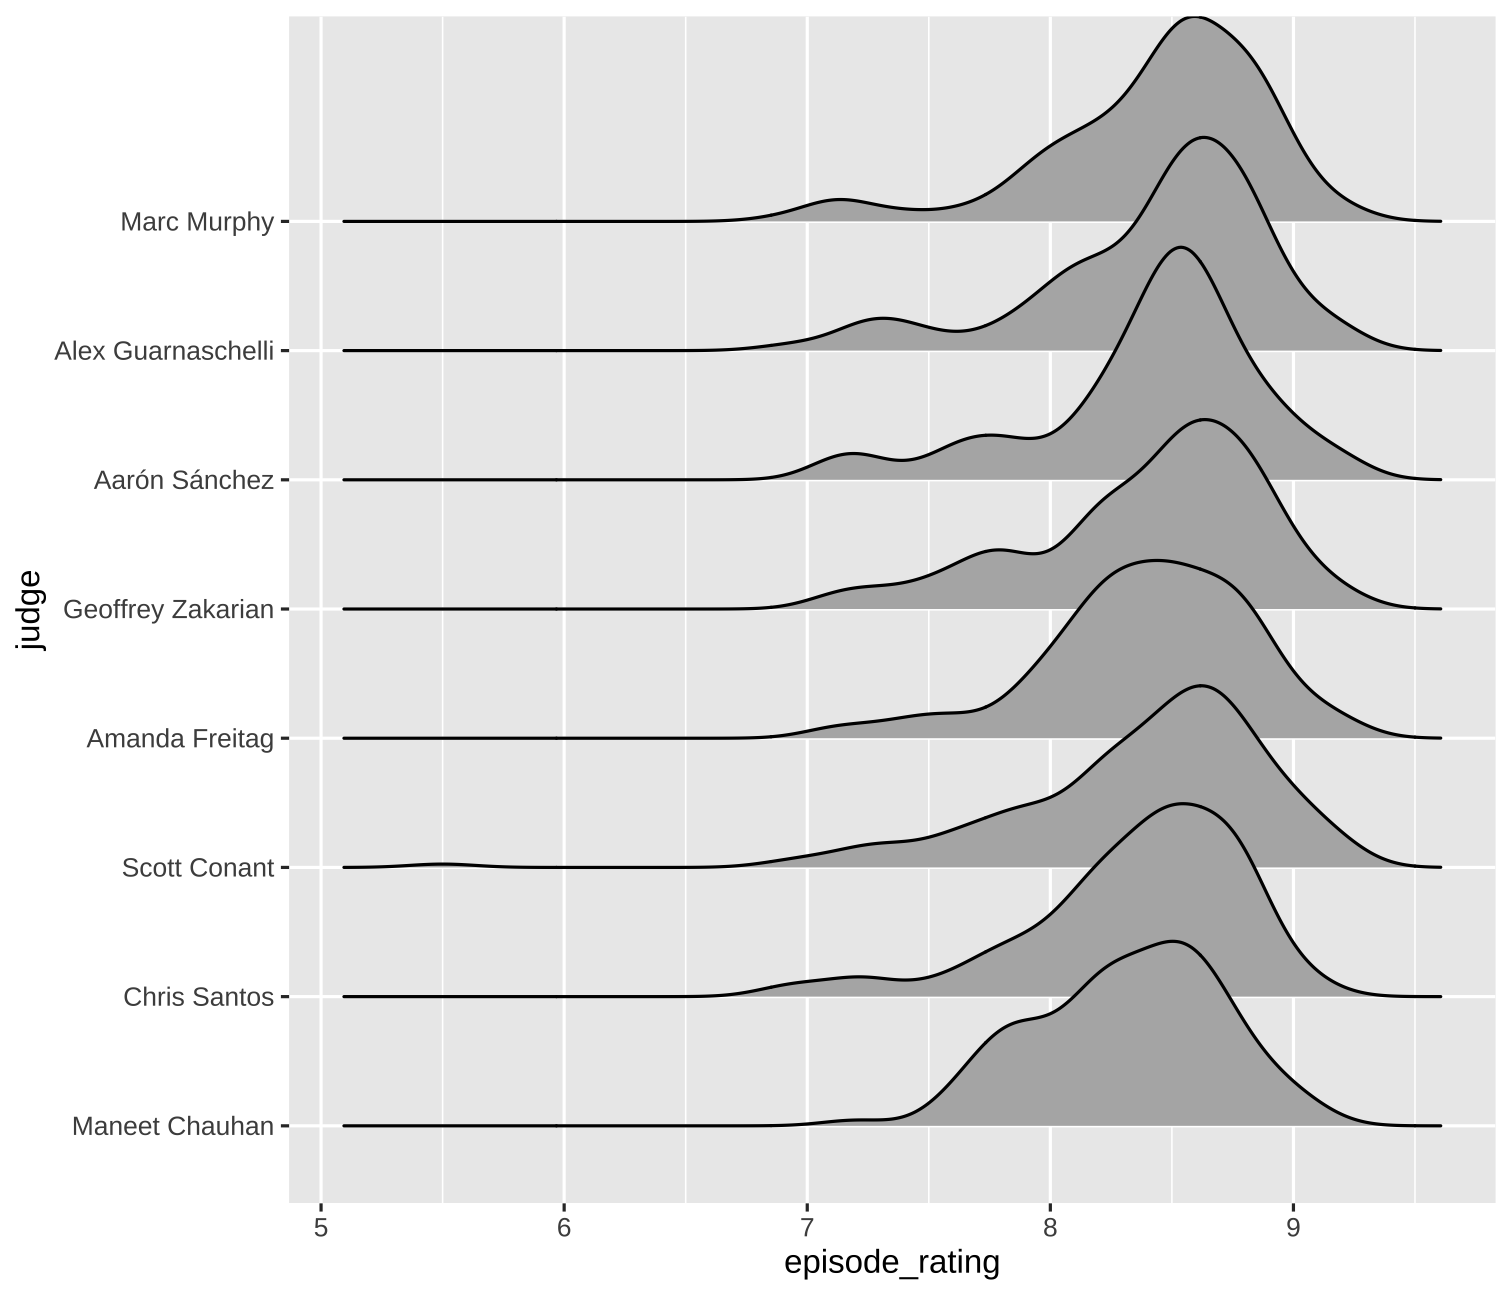 judge
Marc Murphy
Alex Guarnaschelli
Aarón Sánchez
Geoffrey Zakarian
Amanda Freitag
Scott Conant
Chris Santos
Maneet Chauhan
5 6 7 8 9
episode_rating